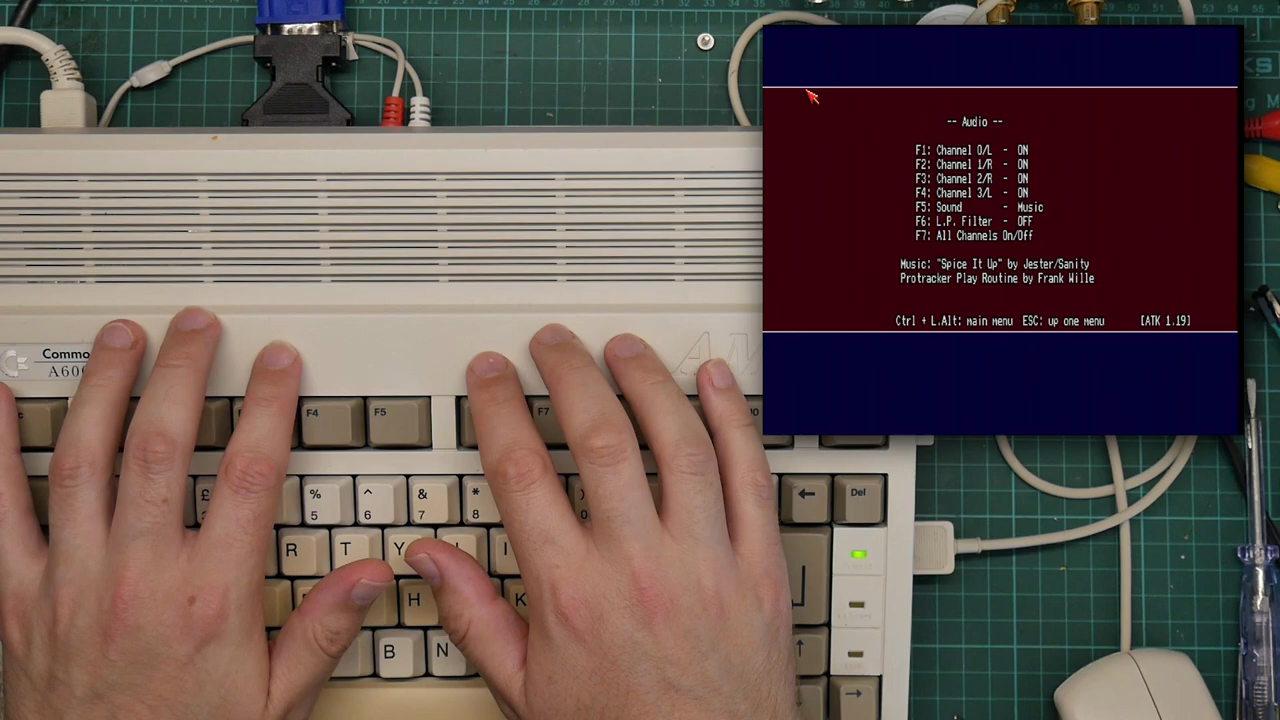 -- Audio --
F1: Channel 0/L - ON
F2: Channel 1/R - ON
F3: Channel 2/R - ON
F4: Channel 3/L - ON
F5: Sound - Music
F6: L.P. Filter - OFF
F7: All Channels On/Off
Music: "Spice It Up" by Jester/Sanity
Protracker Play Routine by Frank Wille
Ctrl + L.Alt: main menu ESC: up one menu [ATK 1.19]
Commo
A600
F4 F5 F7
% ^ & *
5 6 7 8 0
£
Del
R T Y I
H K
B N